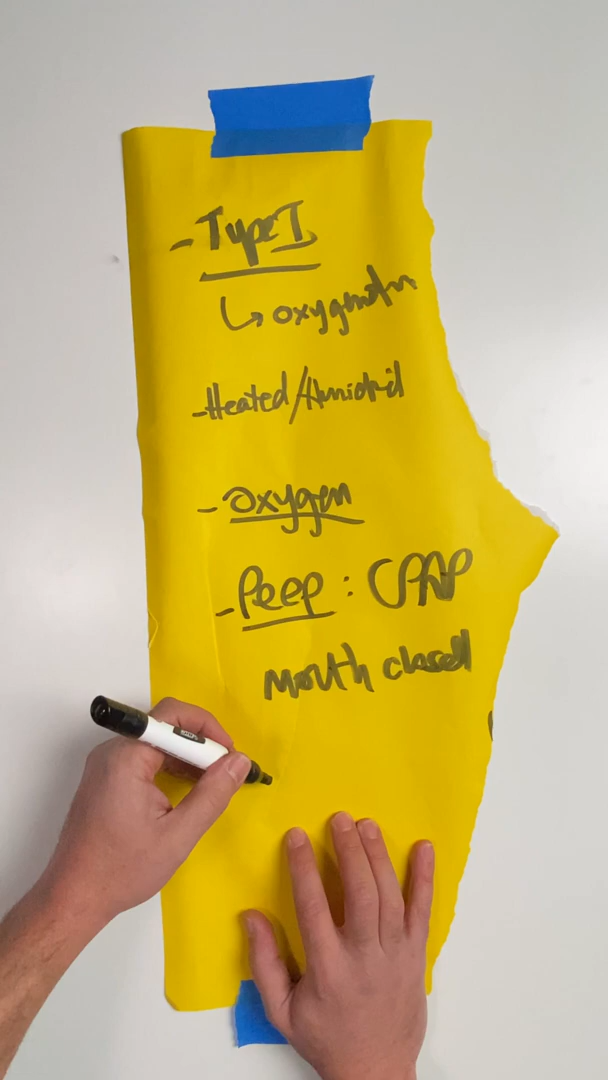 - Type I
↳ oxygenation
- Heated/Humidified
- Oxygen
- Peep : CPAP
Mouth closed